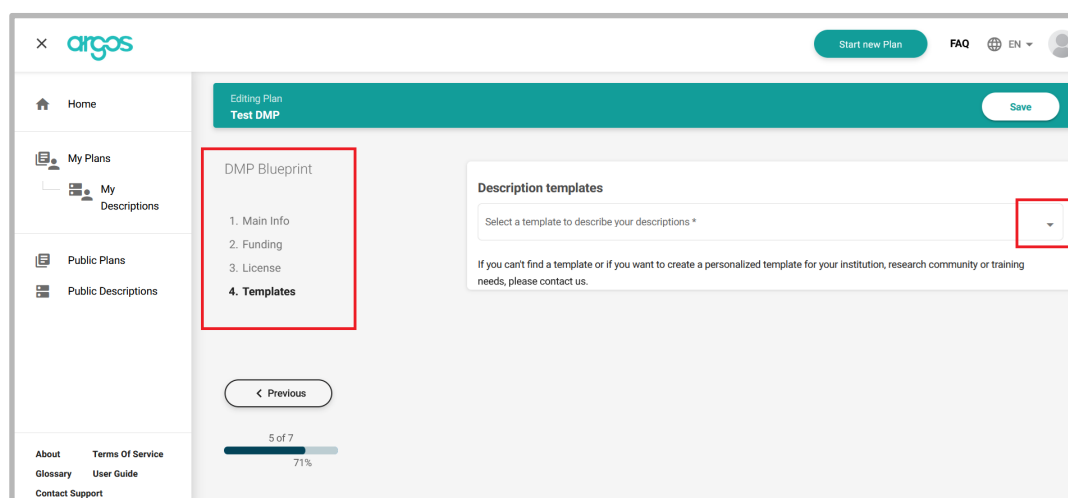 × argos
Start new Plan
FAQ
EN
Home
My Plans
My
Descriptions
Public Plans
Public Descriptions
About Terms Of Service
Glossary User Guide
Contact Support
Editing Plan
Test DMP
Save
DMP Blueprint
1. Main Info
2. Funding
3. License
4. Templates
Previous
5 of 7
71%
Description templates
Select a template to describe your descriptions *
If you can't find a template or if you want to create a personalized template for your institution, research community or training
needs, please contact us.